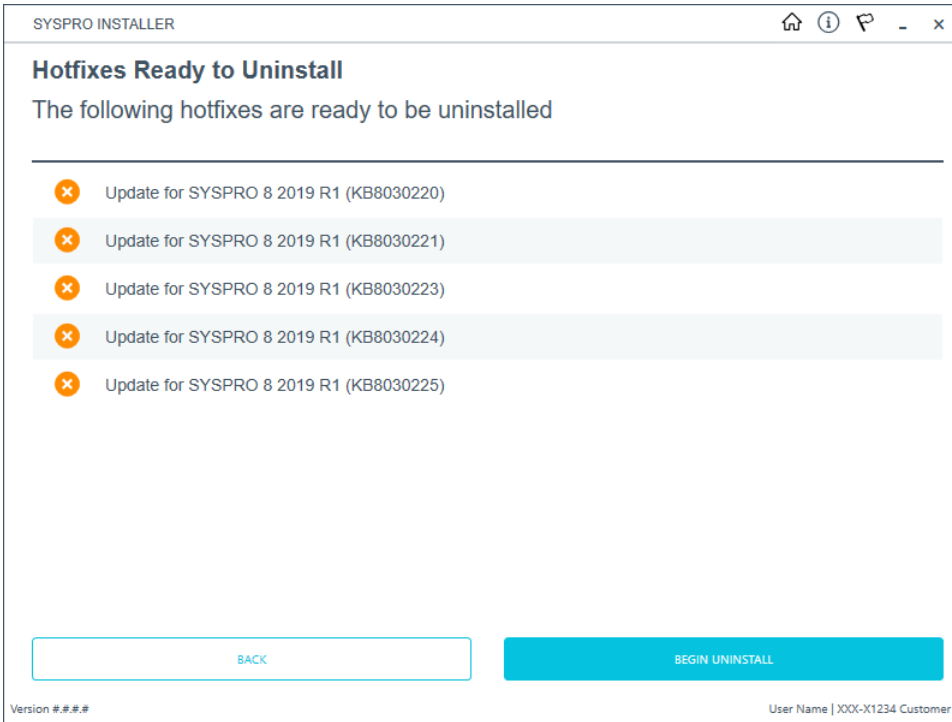 SYSPRO INSTALLER
Hotfixes Ready to Uninstall
The following hotfixes are ready to be uninstalled
Update for SYSPRO 8 2019 R1 (KB8030220)
Update for SYSPRO 8 2019 R1 (KB8030221)
Update for SYSPRO 8 2019 R1 (KB8030223)
Update for SYSPRO 8 2019 R1 (KB8030224)
Update for SYSPRO 8 2019 R1 (KB8030225)
BACK
BEGIN UNINSTALL
Version #.#.#.#
User Name | XXX-X1234 Customer